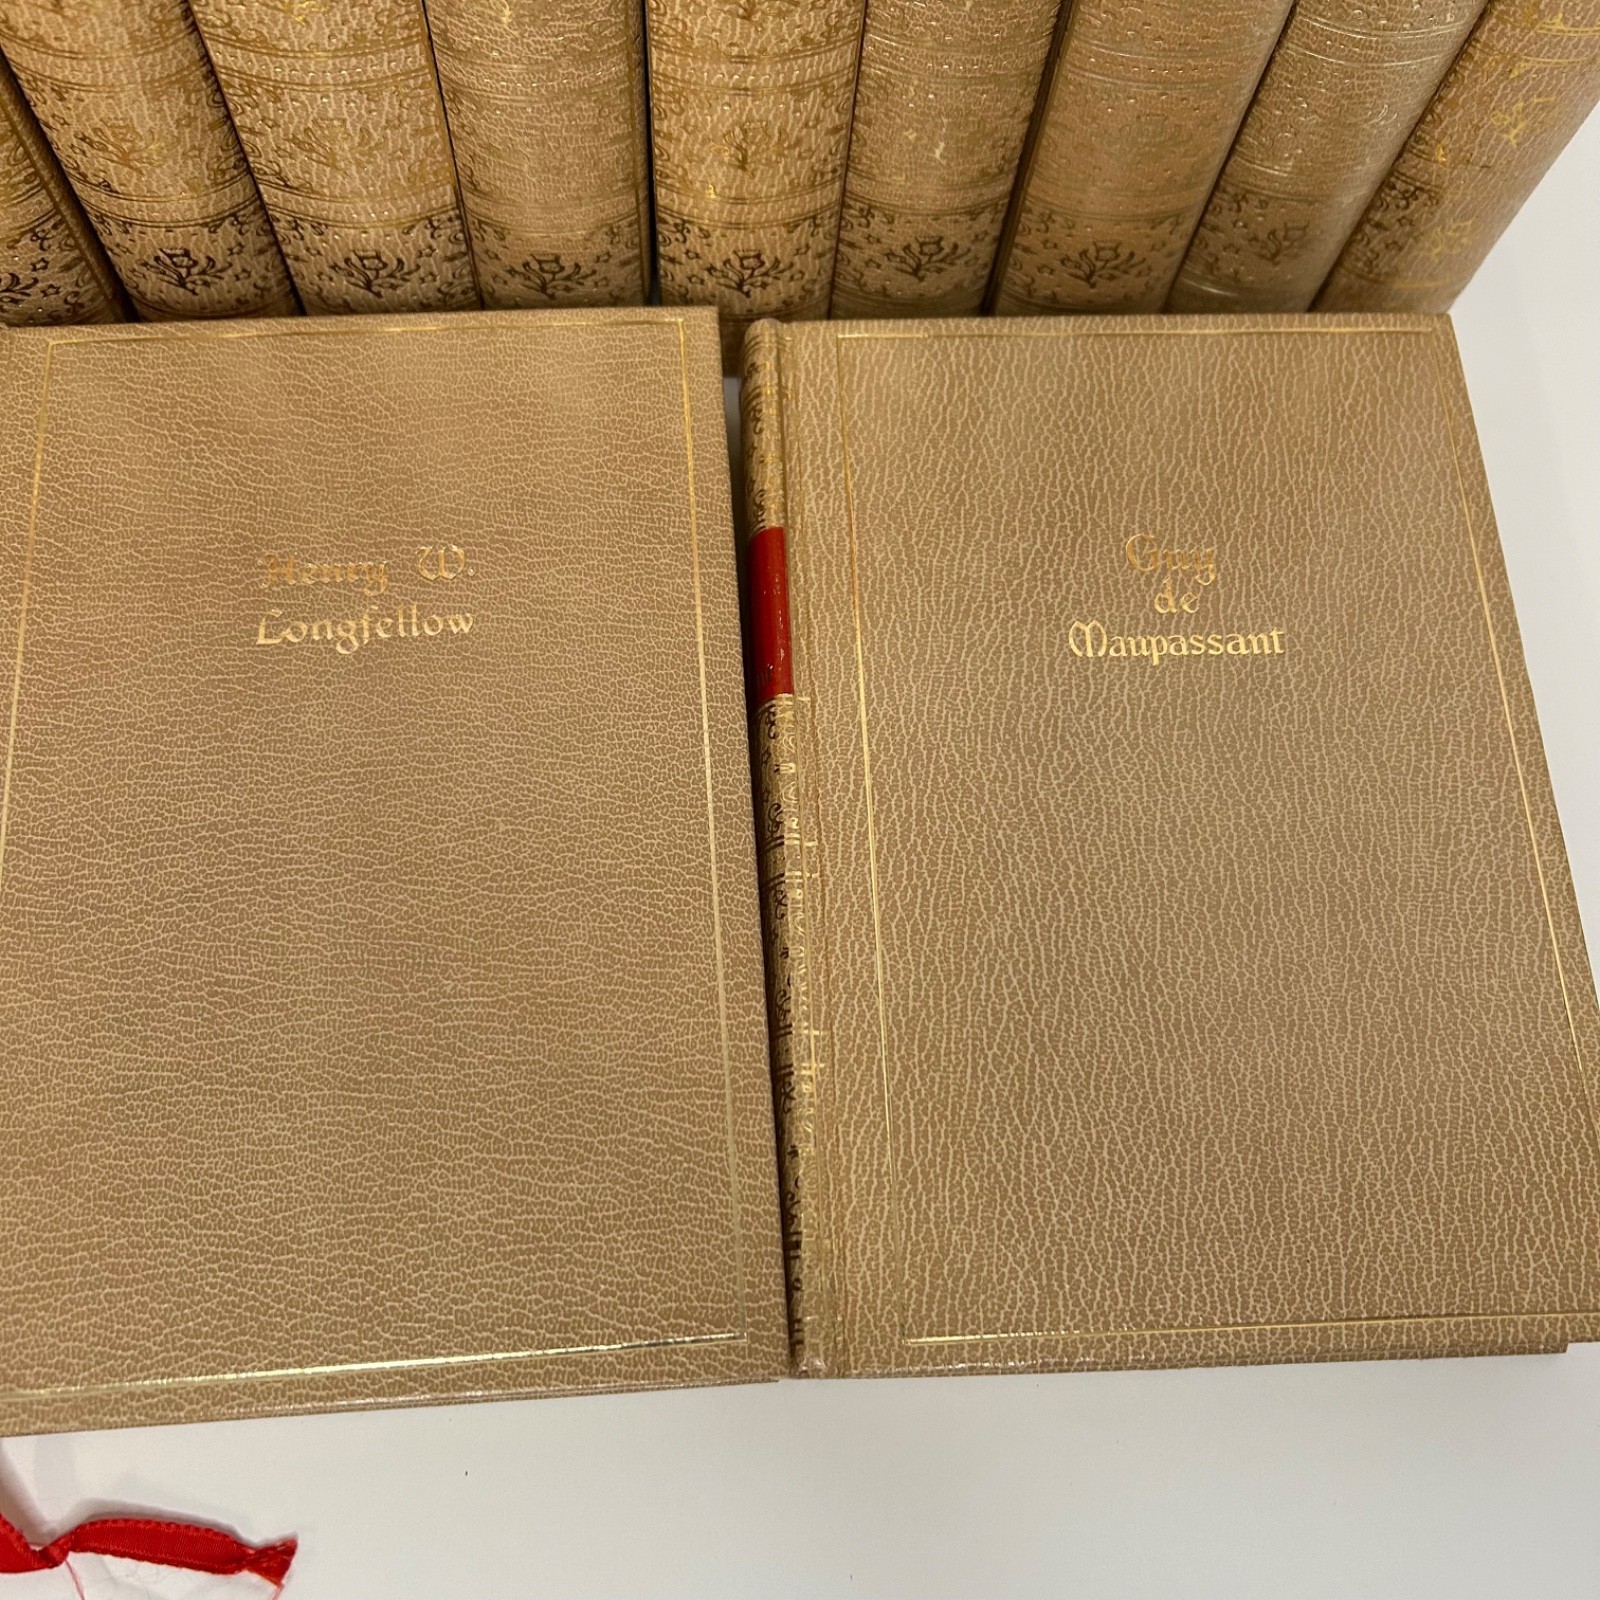 Henry W.
Longfellow
Guy
de
Maupassant